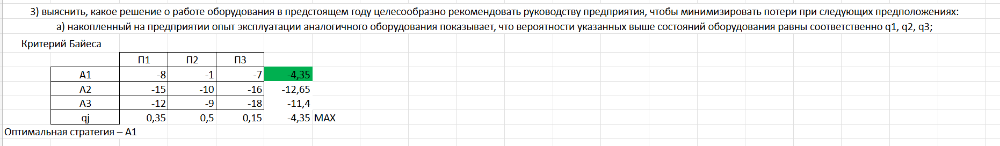 3) выяснить, какое решение о работе оборудования в предстоящем году целесообразно рекомендовать руководству предприятия, чтобы минимизировать потери при следующих предположениях:
а) накопленный на предприятии опыт эксплуатации аналогичного оборудования показывает, что вероятности указанных выше состояний оборудования равны соответственно q1, q2, q3;
Критерий Байеса
П1 П2 П3
А1 -8 -1 -7 -4,35
А2 -15 -10 -16 -12,65
А3 -12 -9 -18 -11,4
qj 0,35 0,5 0,15 -4,35 MAX
Оптимальная стратегия – А1